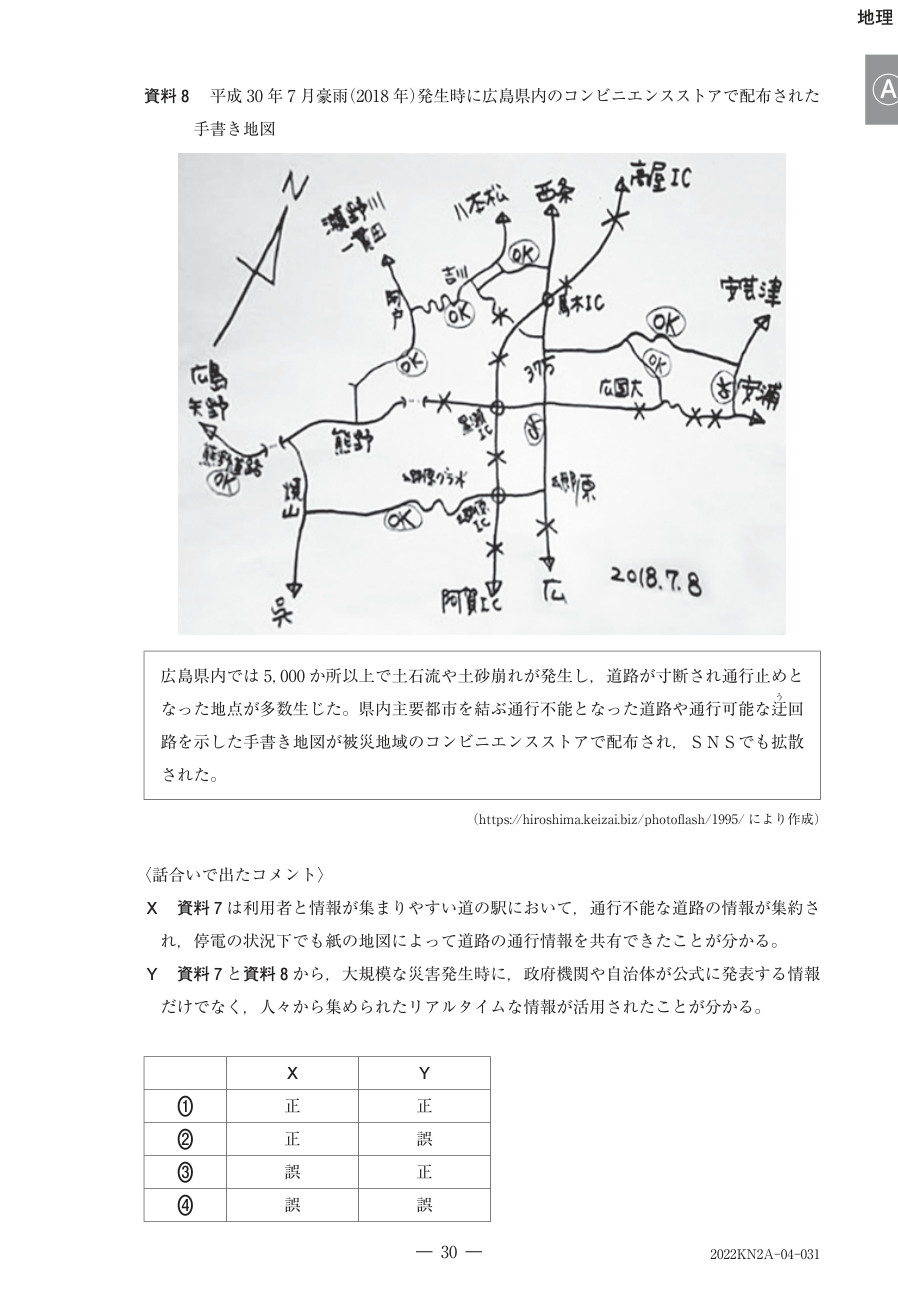 地理
A
資料8 平成30年7月豪雨(2018年)発生時に広島県内のコンビニエンスストアで配布された
手書き地図
N
瀬野川
一貫田
八本松
西条
高屋IC
阿戸
吉川
OK
OK
馬木IC
安芸津
OK
OK
OK
375
広島
矢野
熊野道路
OK
熊野
黒瀬
IC
広国大
安浦
焼山
郷原グラ水
郷原
IC
郷原
OK
呉
阿賀IC
広
2018.7.8
広島県内では5,000か所以上で土石流や土砂崩れが発生し，道路が寸断され通行止めと
なった地点が多数生じた。県内主要都市を結ぶ通行不能となった道路や通行可能な迂回
う
路を示した手書き地図が被災地域のコンビニエンスストアで配布され，SNSでも拡散
された。
（https://hiroshima.keizai.biz/photoflash/1995/ により作成）
〈話合いで出たコメント〉
X 資料7は利用者と情報が集まりやすい道の駅において，通行不能な道路の情報が集約さ
れ，停電の状況下でも紙の地図によって道路の通行情報を共有できたことが分かる。
Y 資料7と資料8から，大規模な災害発生時に，政府機関や自治体が公式に発表する情報
だけでなく，人々から集められたリアルタイムな情報が活用されたことが分かる。
X Y
① 正 正
② 正 誤
③ 誤 正
④ 誤 誤
— 30 —
2022KN2A-04-031